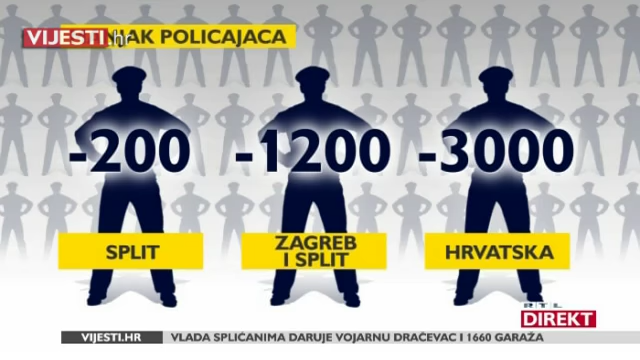 VIJESTI.hr
JAK POLICAJACA
-200
-1200
-3000
SPLIT
ZAGREB
I SPLIT
HRVATSKA
RTL
DIREKT
VIJESTI.HR
VLADA SPLIĆANIMA DARUJE VOJARNU DRAČEVAC I 1660 GARAŽA